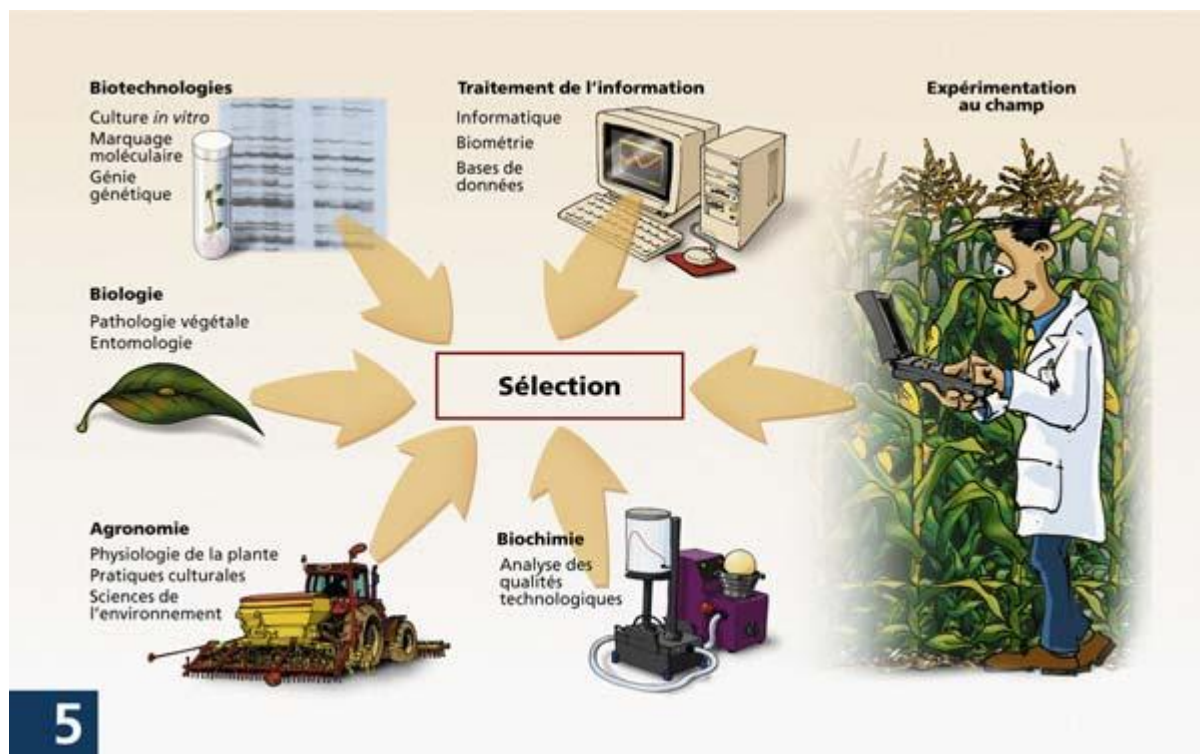 Biotechnologies
Culture in vitro
Marquage
moléculaire
Génie
génétique
Traitement de l'information
Informatique
Biométrie
Bases de
données
Expérimentation
au champ
Biologie
Pathologie végétale
Entomologie
Sélection
Agronomie
Physiologie de la plante
Pratiques culturales
Sciences de
l'environnement
Biochimie
Analyse des
qualités
technologiques
5